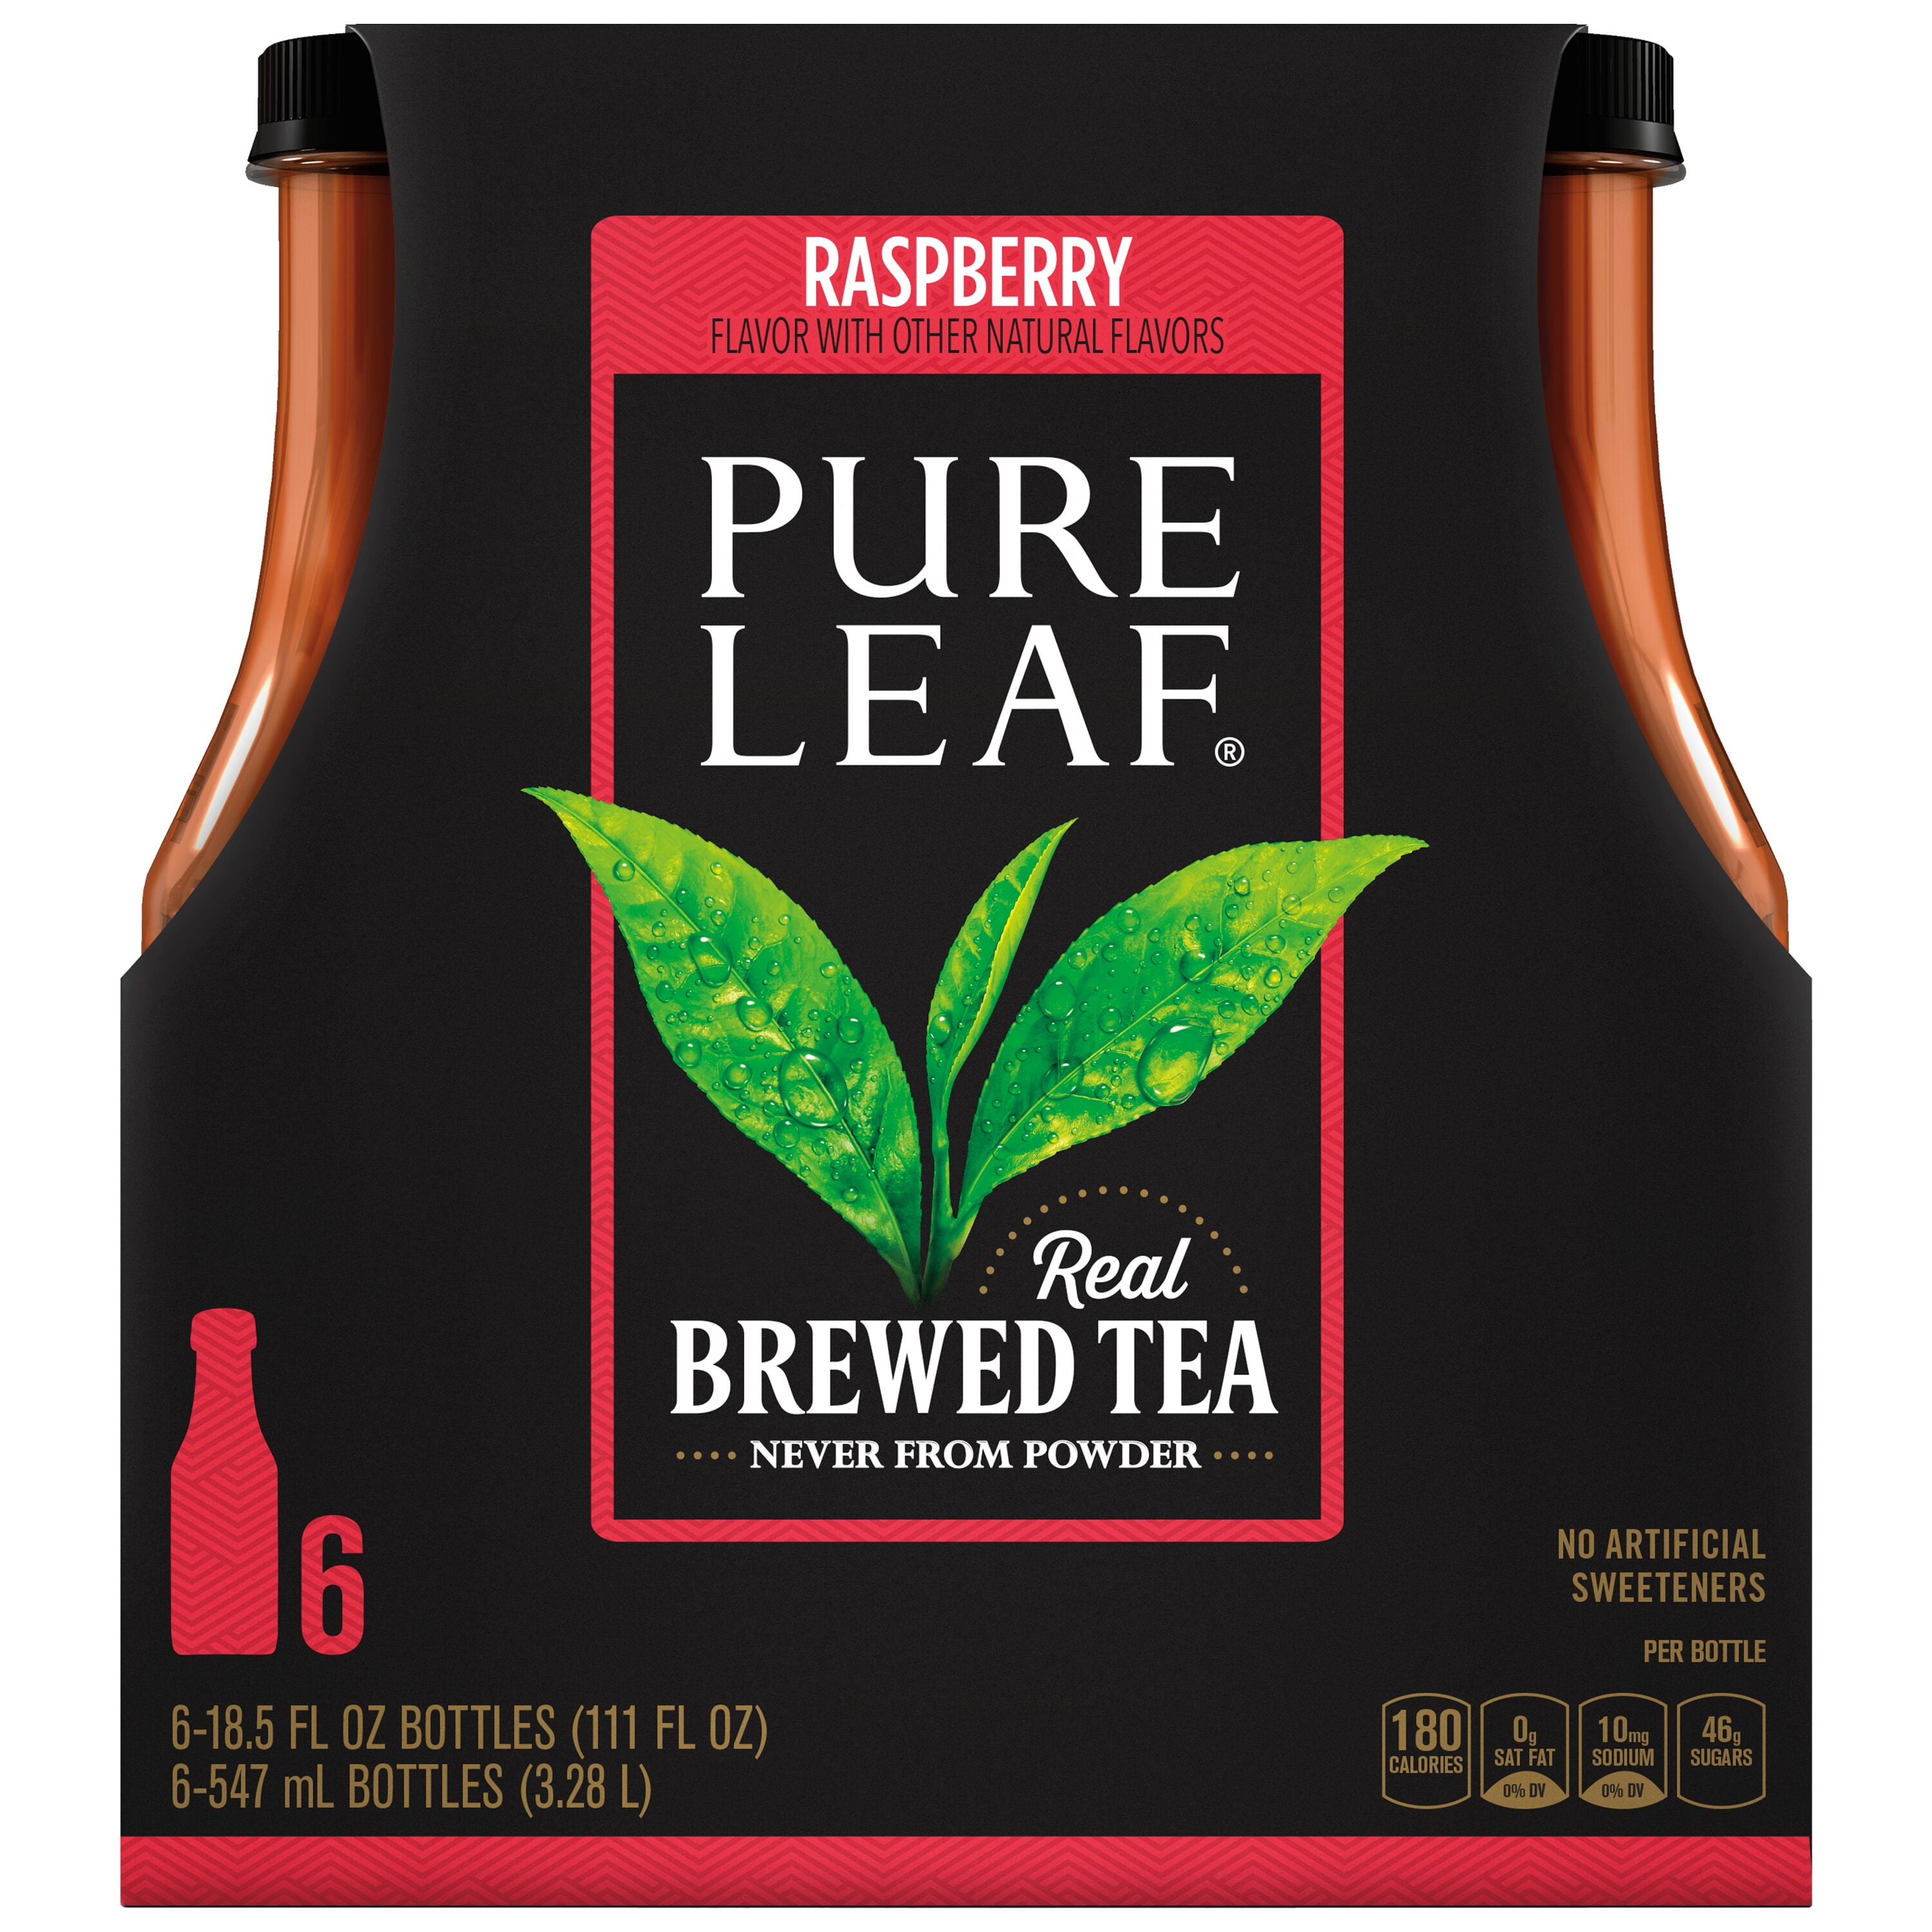 RASPBERRY
FLAVOR WITH OTHER NATURAL FLAVORS
PURE
LEAF®
Real
BREWED TEA
NEVER FROM POWDER
6
NO ARTIFICIAL
SWEETENERS
PER BOTTLE
6-18.5 FL OZ BOTTLES (111 FL OZ)
6-547 mL BOTTLES (3.28 L)
180 CALORIES
0g SAT FAT 0% DV
10mg SODIUM 0% DV
46g SUGARS